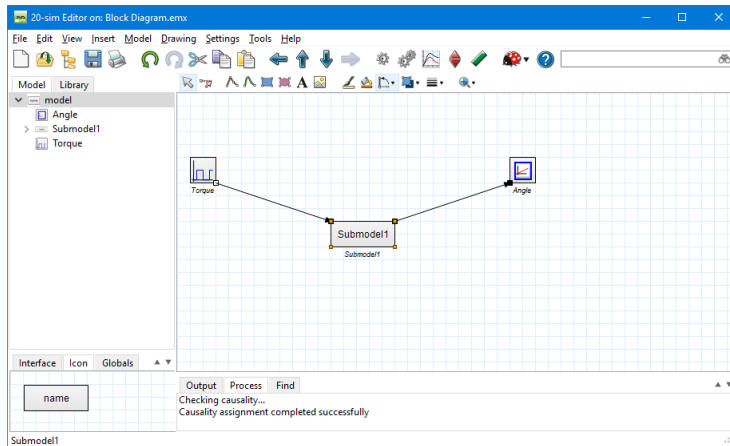 20-sim Editor on: Block Diagram.emx
File Edit View Insert Model Drawing Settings Tools Help
Model Library
model
Angle
Submodel1
Torque
Torque
Angle
Submodel1
Submodel1
Interface Icon Globals
name
Output Process Find
Checking causality...
Causality assignment completed successfully
Submodel1